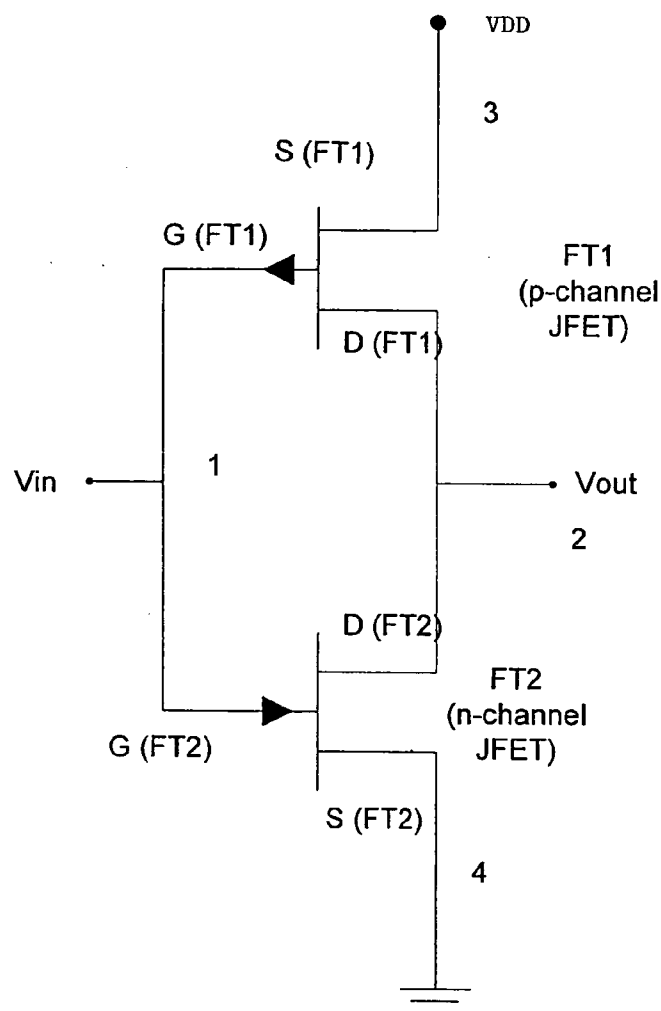 VDD
3
S (FT1)
G (FT1)
FT1
(p-channel
JFET)
D (FT1)
1
Vin
Vout
2
D (FT2)
FT2
(n-channel
JFET)
G (FT2)
S (FT2)
4